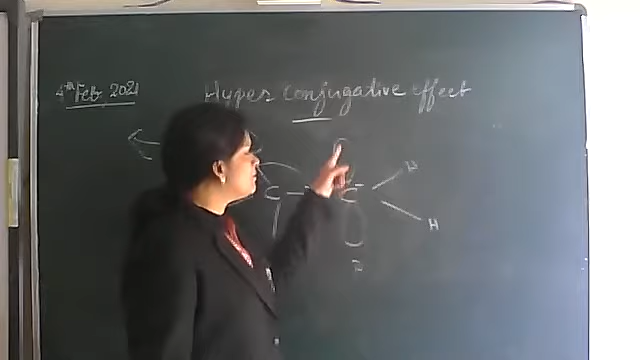 4th Feb 2021
Hyper conjugative effect
C — C H
H